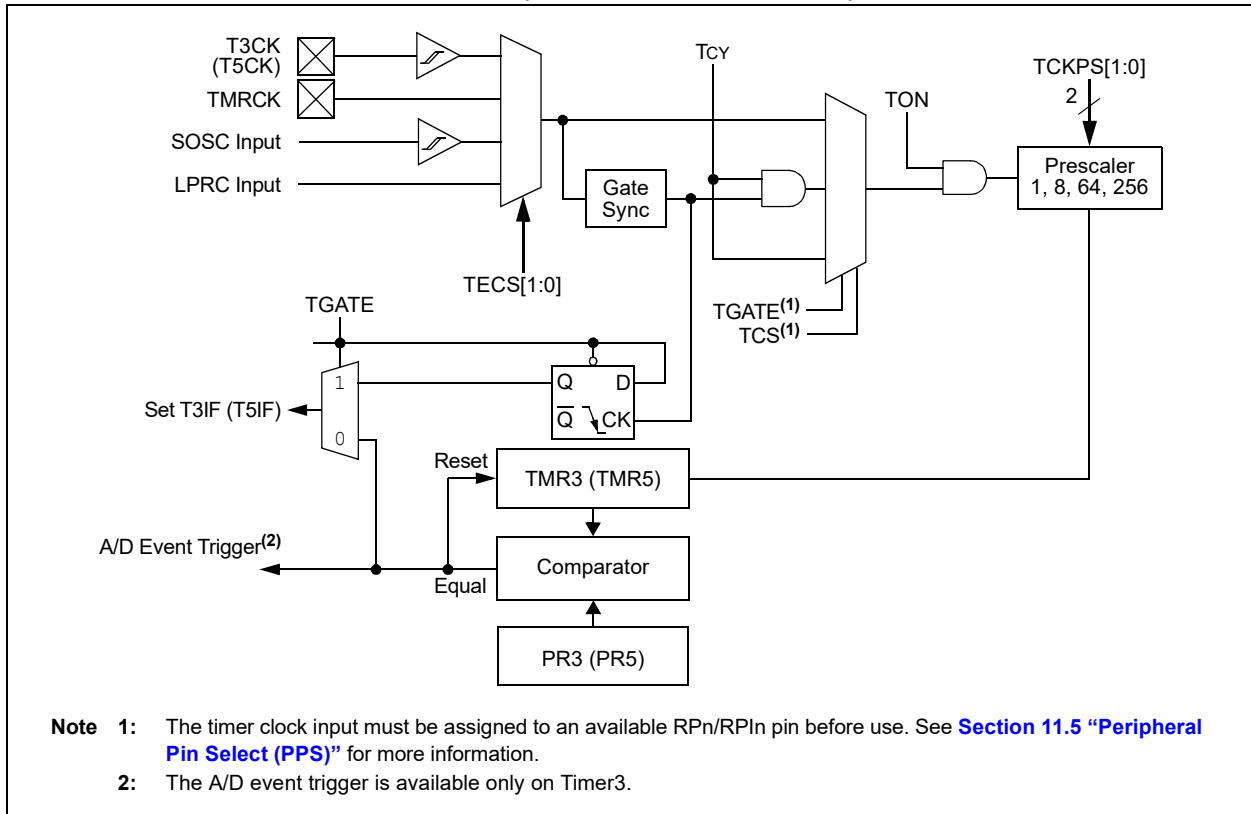 T3CK
(T5CK)
TMRCK
SOSC Input
LPRC Input
TECS[1:0]
Gate
Sync
TCY
TGATE(1)
TCS(1)
TON
TCKPS[1:0]
2
Prescaler
1, 8, 64, 256
TGATE
1
0
Set T3IF (T5IF)
Q D
Q CK
Reset
TMR3 (TMR5)
A/D Event Trigger(2)
Equal
Comparator
PR3 (PR5)
Note 1: The timer clock input must be assigned to an available RPn/RPIn pin before use. See Section 11.5 “Peripheral
Pin Select (PPS)” for more information.
2: The A/D event trigger is available only on Timer3.